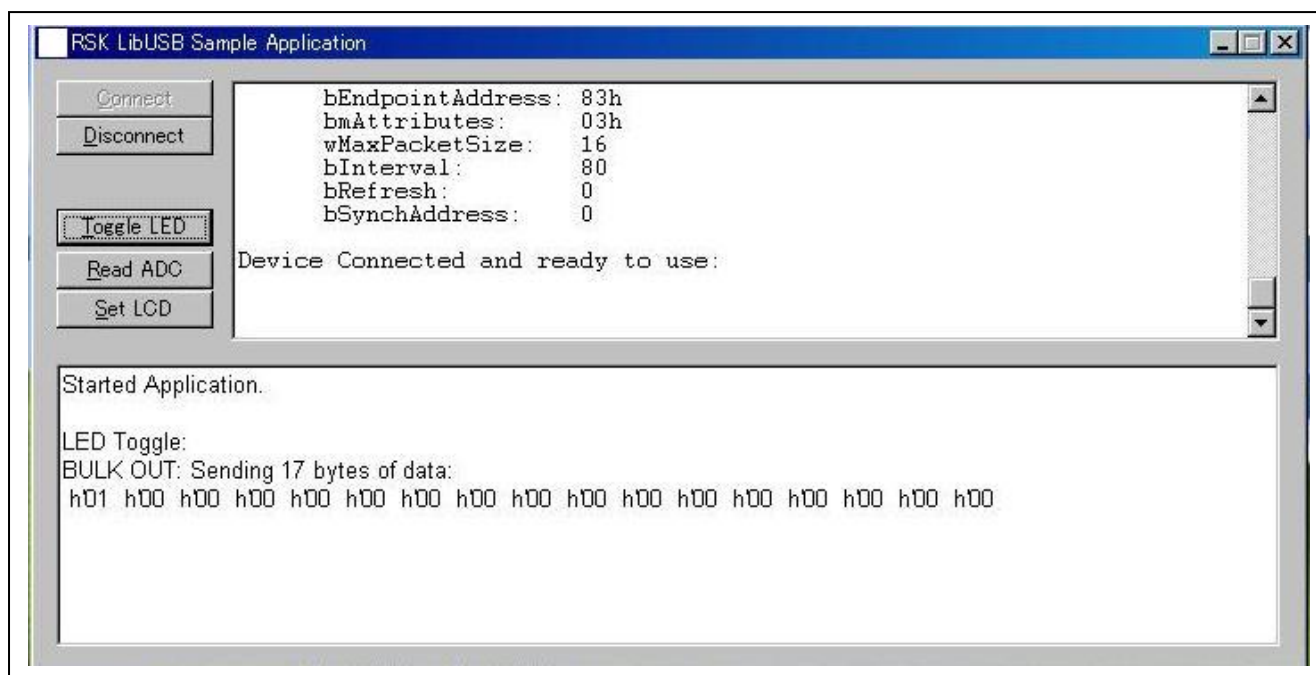 RSK LibUSB Sample Application
Connect
Disconnect
Toggle LED
Read ADC
Set LCD
bEndpointAddress: 83h
bmAttributes: 03h
wMaxPacketSize: 16
bInterval: 80
bRefresh: 0
bSynchAddress: 0
Device Connected and ready to use:
Started Application.
LED Toggle:
BULK OUT: Sending 17 bytes of data:
h'01 h'00 h'00 h'00 h'00 h'00 h'00 h'00 h'00 h'00 h'00 h'00 h'00 h'00 h'00 h'00 h'00